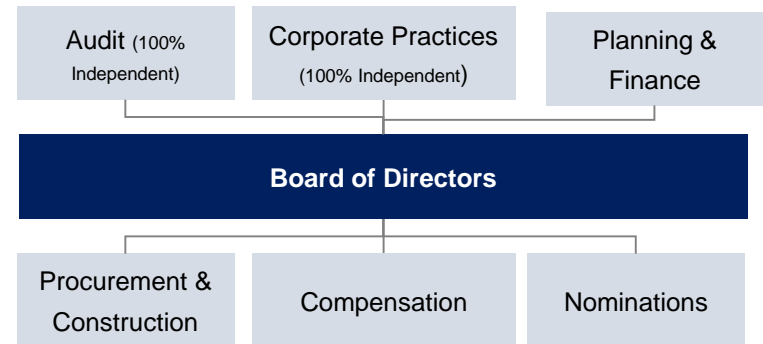 Audit (100%
Independent)
Corporate Practices
(100% Independent)
Planning &
Finance
Board of Directors
Procurement &
Construction
Compensation
Nominations